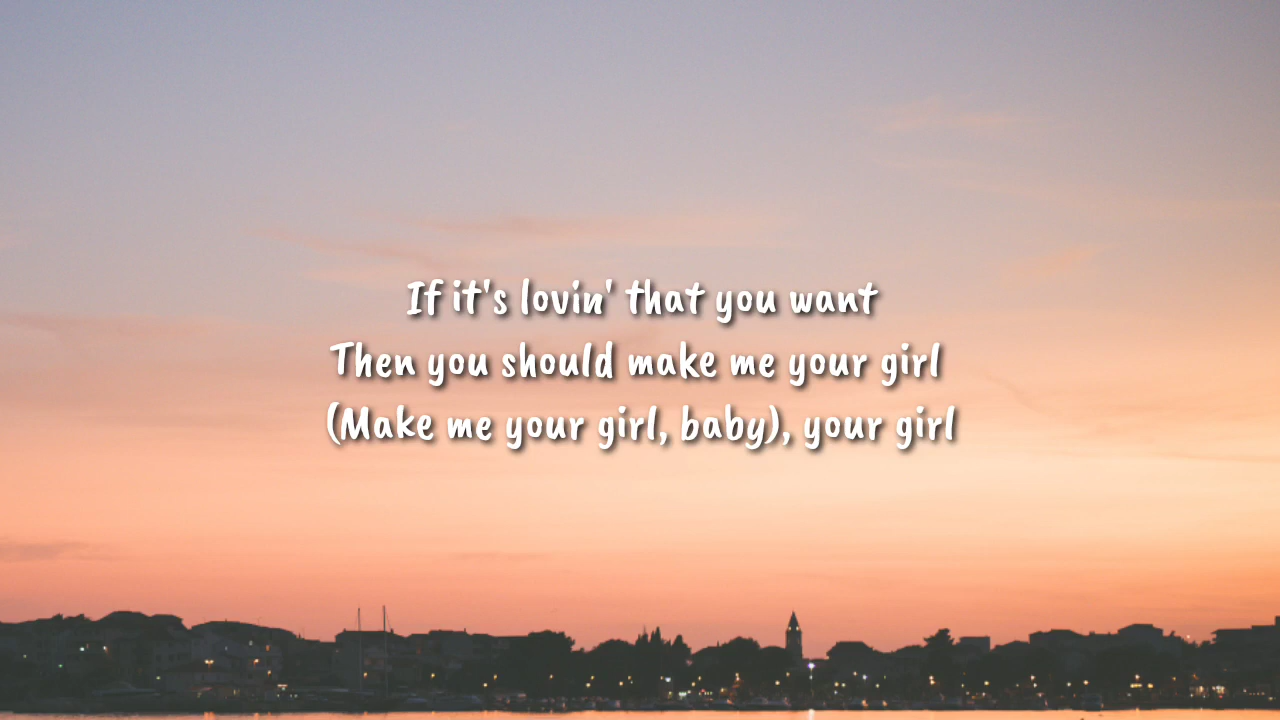 If it's lovin' that you want
Then you should make me your girl
(Make me your girl, baby), your girl